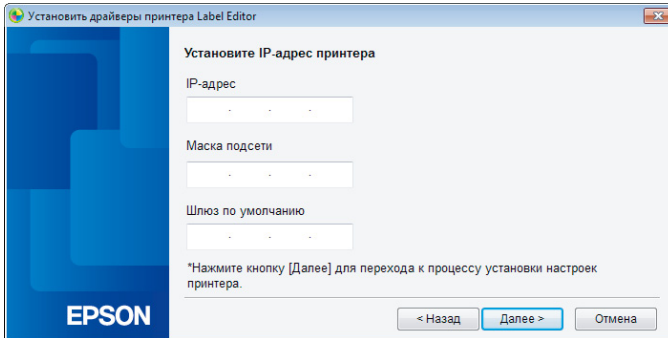 Установить драйверы принтера Label Editor
Установите IP-адрес принтера
IP-адрес
Маска подсети
Шлюз по умолчанию
*Нажмите кнопку [Далее] для перехода к процессу установки настроек
принтера.
EPSON
< Назад Далее > Отмена